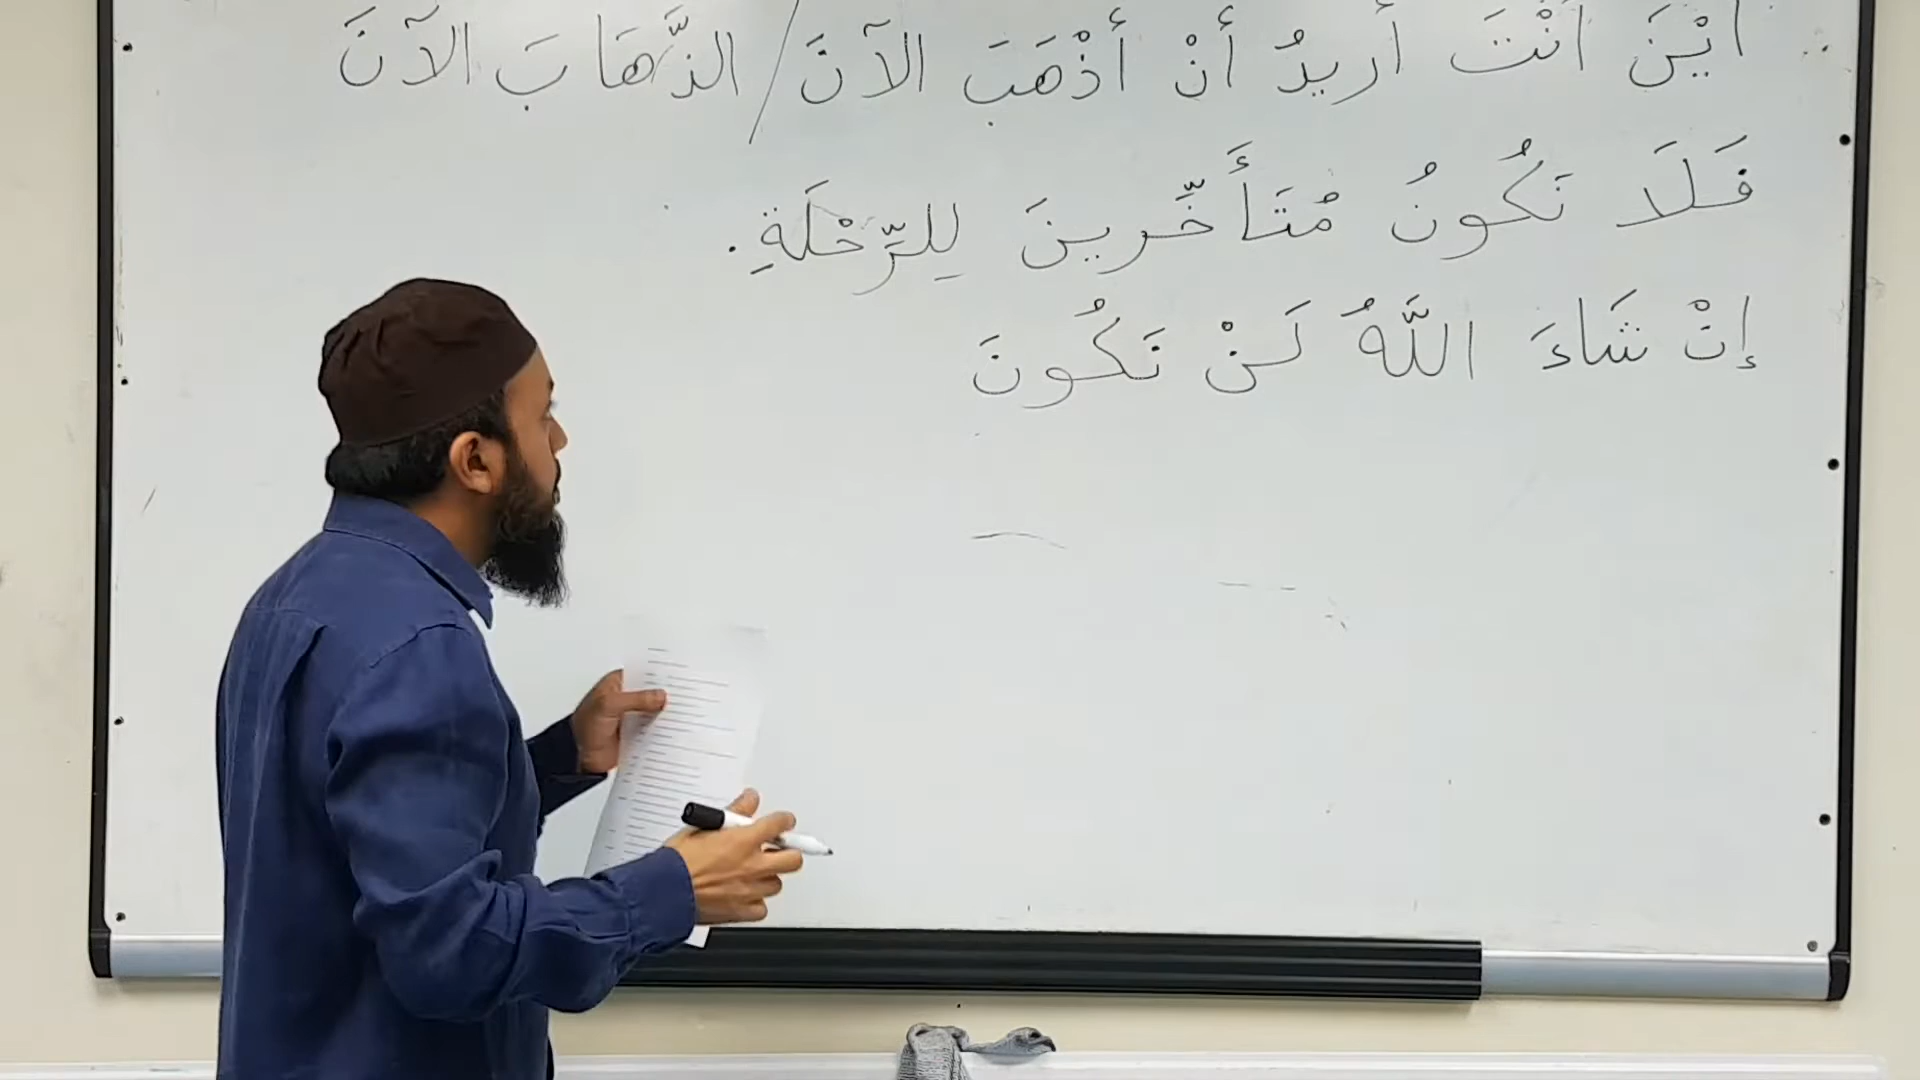 أَيْنَ أَنْتَ أُرِيدُ أَنْ أَذْهَبَ الآنَ / الذَّهَابَ الآنَ
فَلَا تَكُونُ مُتَأَخِّرِينَ لِلرِّحْلَةِ.
إِنْ شَاءَ اللَّهُ لَنْ تَكُونَ